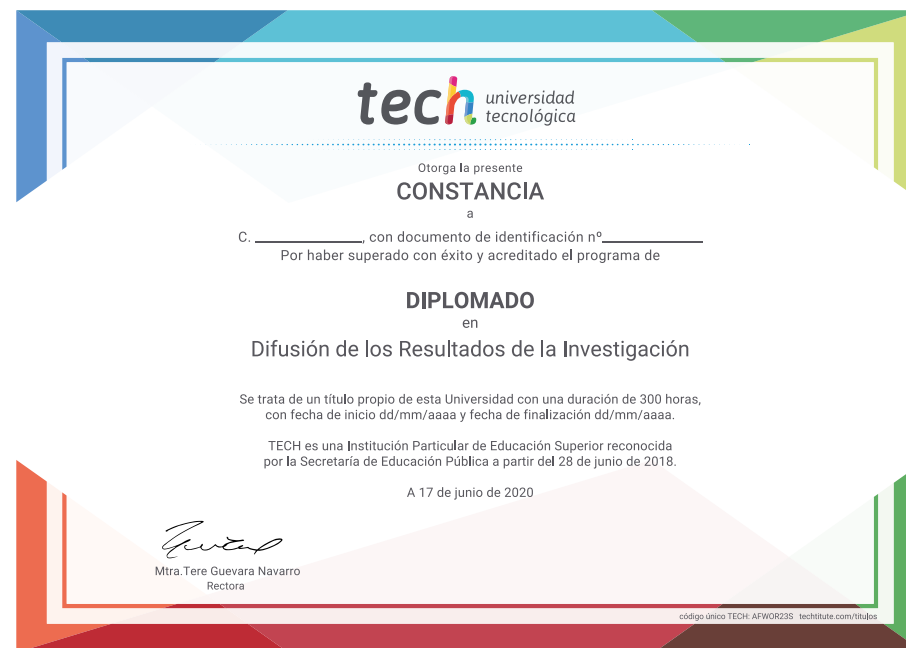 tech universidad
tecnológica
Otorga la presente
CONSTANCIA
a
C. ____________, con documento de identificación nº____________
Por haber superado con éxito y acreditado el programa de
DIPLOMADO
en
Difusión de los Resultados de la Investigación
Se trata de un título propio de esta Universidad con una duración de 300 horas,
con fecha de inicio dd/mm/aaaa y fecha de finalización dd/mm/aaaa.
TECH es una Institución Particular de Educación Superior reconocida
por la Secretaría de Educación Pública a partir del 28 de junio de 2018.
A 17 de junio de 2020
Mtra.Tere Guevara Navarro
Rectora
código único TECH: AFWOR23S techtitute.com/titulos